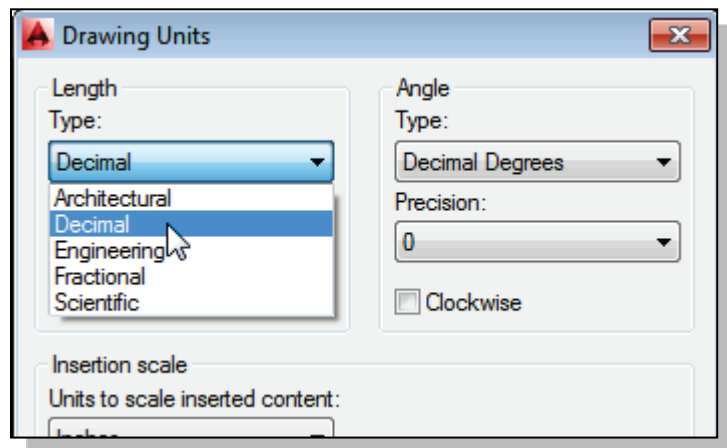 Drawing Units
Length
Type:
Decimal
Architectural
Decimal
Engineering
Fractional
Scientific
Angle
Type:
Decimal Degrees
Precision:
0
Clockwise
Insertion scale
Units to scale inserted content:
Inches